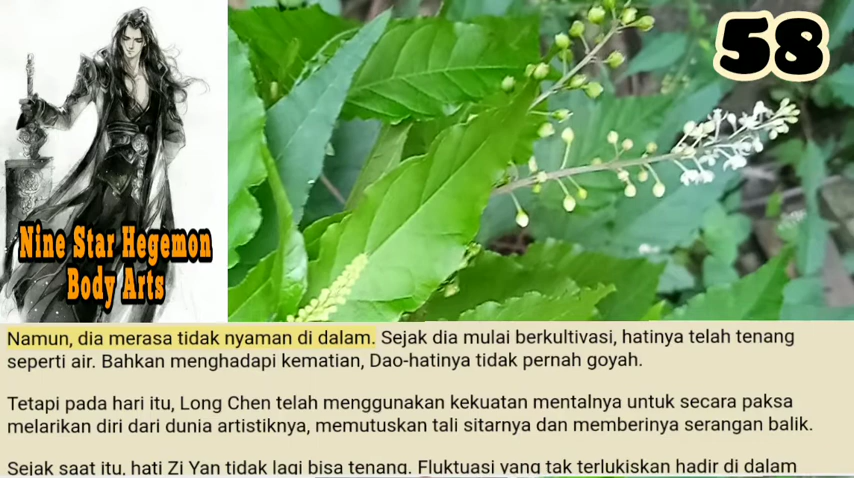 58
Nine Star Hegemon
Body Arts
Namun, dia merasa tidak nyaman di dalam. Sejak dia mulai berkultivasi, hatinya telah tenang
seperti air. Bahkan menghadapi kematian, Dao-hatinya tidak pernah goyah.
Tetapi pada hari itu, Long Chen telah menggunakan kekuatan mentalnya untuk secara paksa
melarikan diri dari dunia artistiknya, memutuskan tali sitarnya dan memberinya serangan balik.
Sejak saat itu, hati Zi Yan tidak lagi bisa tenang. Fluktuasi yang tak terlukiskan hadir di dalam